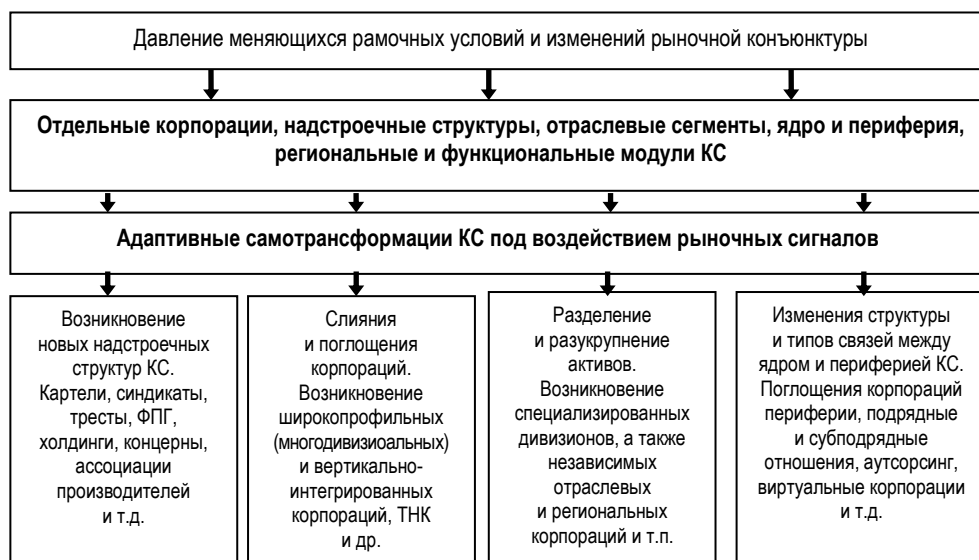 Давление меняющихся рамочных условий и изменений рыночной конъюнктуры
Отдельные корпорации, надстроечные структуры, отраслевые сегменты, ядро и периферия,
региональные и функциональные модули КС
Адаптивные самотрансформации КС под воздействием рыночных сигналов
Возникновение
новых надстроечных
структур КС.
Картели, синдикаты,
тресты, ФПГ,
холдинги, концерны,
ассоциации
производителей
и т.д.
Слияния
и поглощения
корпораций.
Возникновение
широкопрофильных
(многодивизиоальных)
и вертикально-
интегрированных
корпораций, ТНК
и др.
Разделение
и разукрупнение
активов.
Возникновение
специализированных
дивизионов, а также
независимых
отраслевых
и региональных
корпораций и т.п.
Изменения структуры
и типов связей между
ядром и периферией КС.
Поглощения корпораций
периферии, подрядные
и субподрядные
отношения, аутсорсинг,
виртуальные корпорации
и т.д.